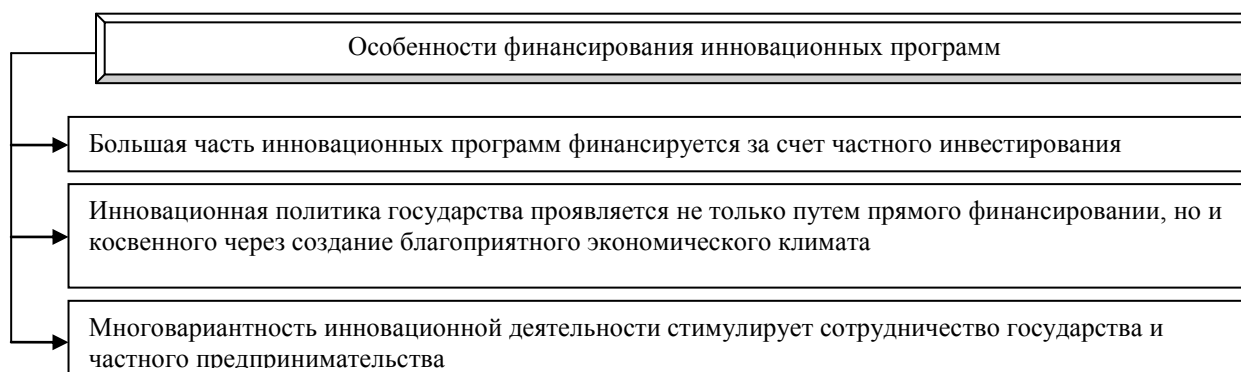 Особенности финансирования инновационных программ
Большая часть инновационных программ финансируется за счет частного инвестирования
Инновационная политика государства проявляется не только путем прямого финансировании, но и
косвенного через создание благоприятного экономического климата
Многовариантность инновационной деятельности стимулирует сотрудничество государства и
частного предпринимательства